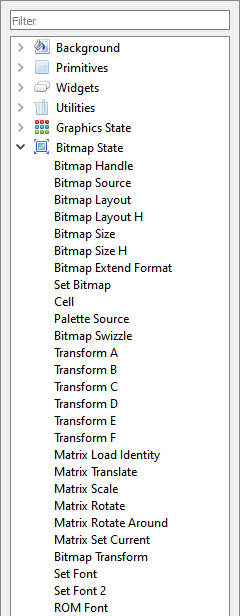 Filter
Background
Primitives
Widgets
Utilities
Graphics State
Bitmap State
Bitmap Handle
Bitmap Source
Bitmap Layout
Bitmap Layout H
Bitmap Size
Bitmap Size H
Bitmap Extend Format
Set Bitmap
Cell
Palette Source
Bitmap Swizzle
Transform A
Transform B
Transform C
Transform D
Transform E
Transform F
Matrix Load Identity
Matrix Translate
Matrix Scale
Matrix Rotate
Matrix Rotate Around
Matrix Set Current
Bitmap Transform
Set Font
Set Font 2
ROM Font